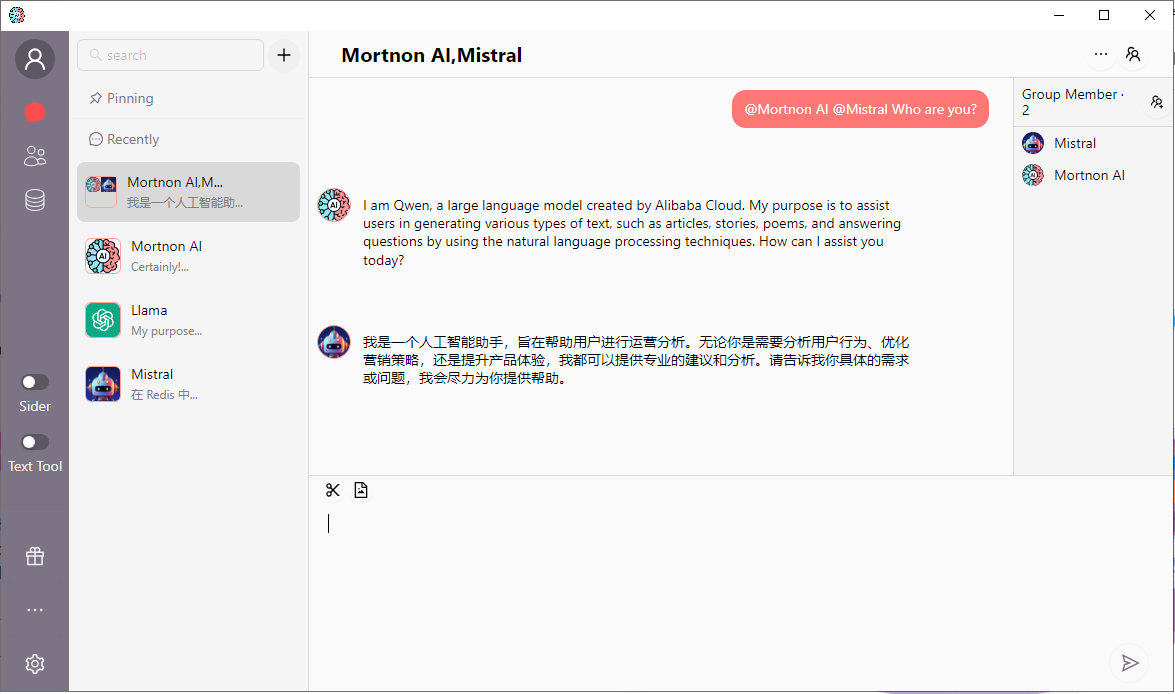 search
Pinning
Recently
Mortnon AI,M...
我是一个人工智能助...
Mortnon AI
Certainly!...
Llama
My purpose...
Mistral
在 Redis 中...
Sider
Text Tool
Mortnon AI,Mistral
@Mortnon AI @Mistral Who are you?
AI
I am Qwen, a large language model created by Alibaba Cloud. My purpose is to assist
users in generating various types of text, such as articles, stories, poems, and answering
questions by using the natural language processing techniques. How can I assist you
today?
我是一个人工智能助手，旨在帮助用户进行运营分析。无论你是需要分析用户行为、优化
营销策略，还是提升产品体验，我都可以提供专业的建议和分析。请告诉我你具体的需求
或问题，我会尽力为你提供帮助。
Group Member ·
2
Mistral
Mortnon AI